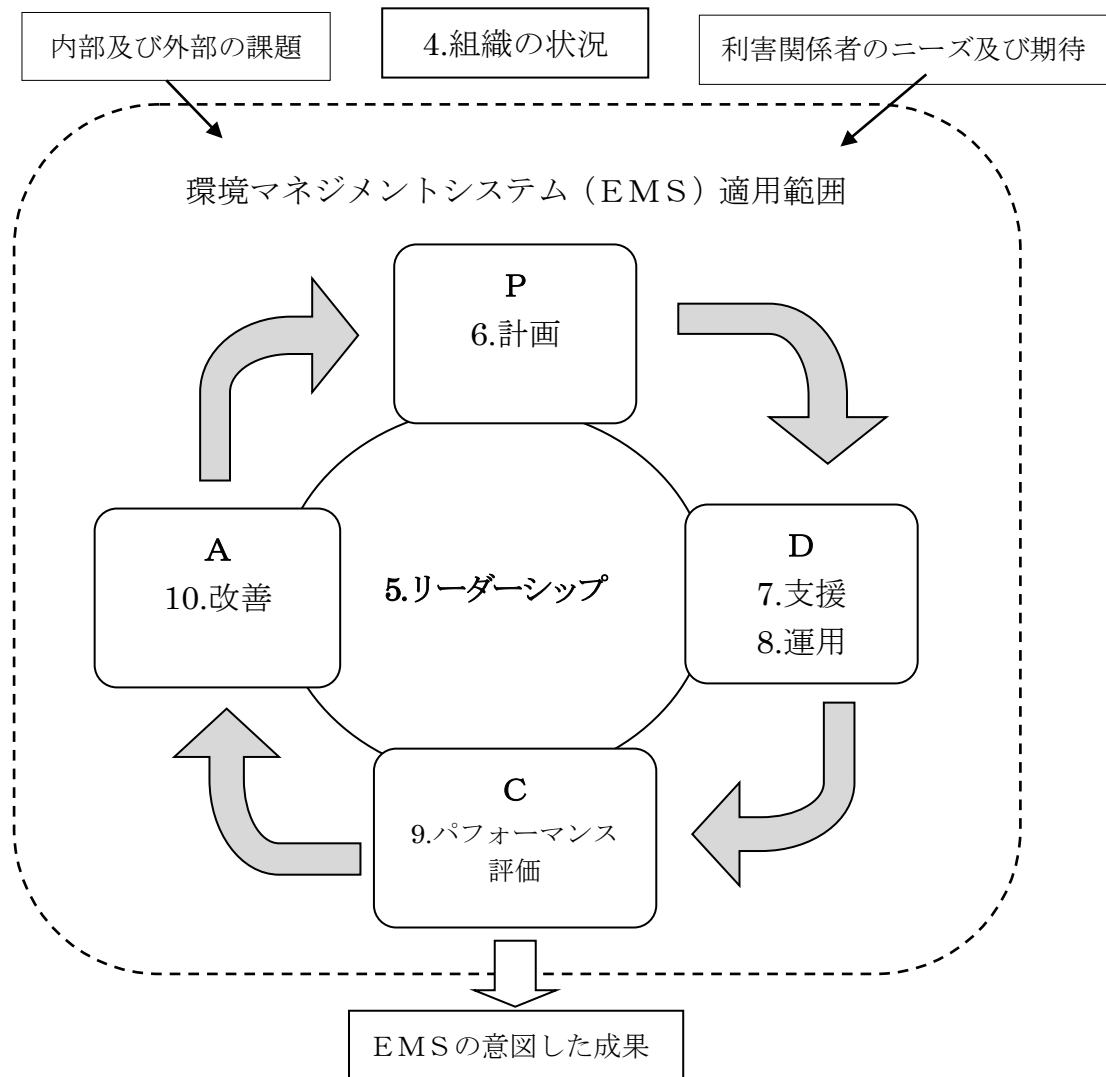 内部及び外部の課題
4.組織の状況
利害関係者のニーズ及び期待
環境マネジメントシステム（ＥＭＳ）適用範囲
P
6.計画
A
10.改善
5.リーダーシップ
D
7.支援
8.運用
C
9.パフォーマンス
評価
ＥＭＳの意図した成果